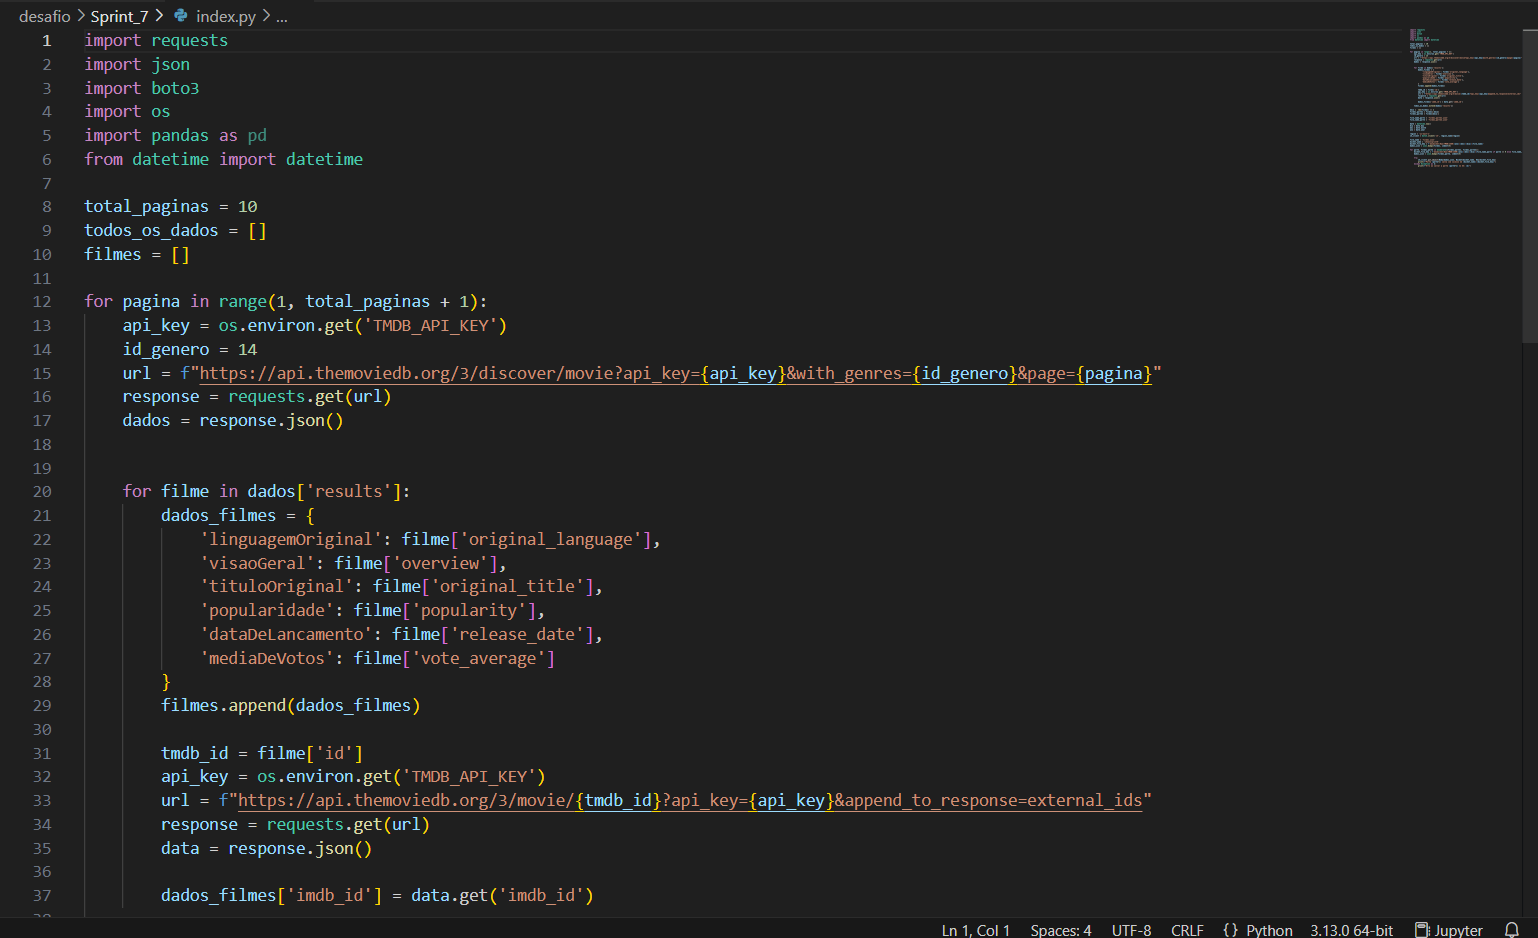 desafio > Sprint_7 > index.py > ...
1 import requests
2 import json
3 import boto3
4 import os
5 import pandas as pd
6 from datetime import datetime
7
8 total_paginas = 10
9 todos_os_dados = []
10 filmes = []
11
12 for pagina in range(1, total_paginas + 1):
13     api_key = os.environ.get('TMDB_API_KEY')
14     id_genero = 14
15     url = f"https://api.themoviedb.org/3/discover/movie?api_key={api_key}&with_genres={id_genero}&page={pagina}"
16     response = requests.get(url)
17     dados = response.json()
18
19
20     for filme in dados['results']:
21         dados_filmes = {
22             'linguagemOriginal': filme['original_language'],
23             'visaoGeral': filme['overview'],
24             'tituloOriginal': filme['original_title'],
25             'popularidade': filme['popularity'],
26             'dataDeLancamento': filme['release_date'],
27             'mediaDeVotos': filme['vote_average']
28         }
29         filmes.append(dados_filmes)
30
31         tmdb_id = filme['id']
32         api_key = os.environ.get('TMDB_API_KEY')
33         url = f"https://api.themoviedb.org/3/movie/{tmdb_id}?api_key={api_key}&append_to_response=external_ids"
34         response = requests.get(url)
35         data = response.json()
36
37         dados_filmes['imdb_id'] = data.get('imdb_id')
Ln 1, Col 1 Spaces: 4 UTF-8 CRLF {} Python 3.13.0 64-bit Jupyter